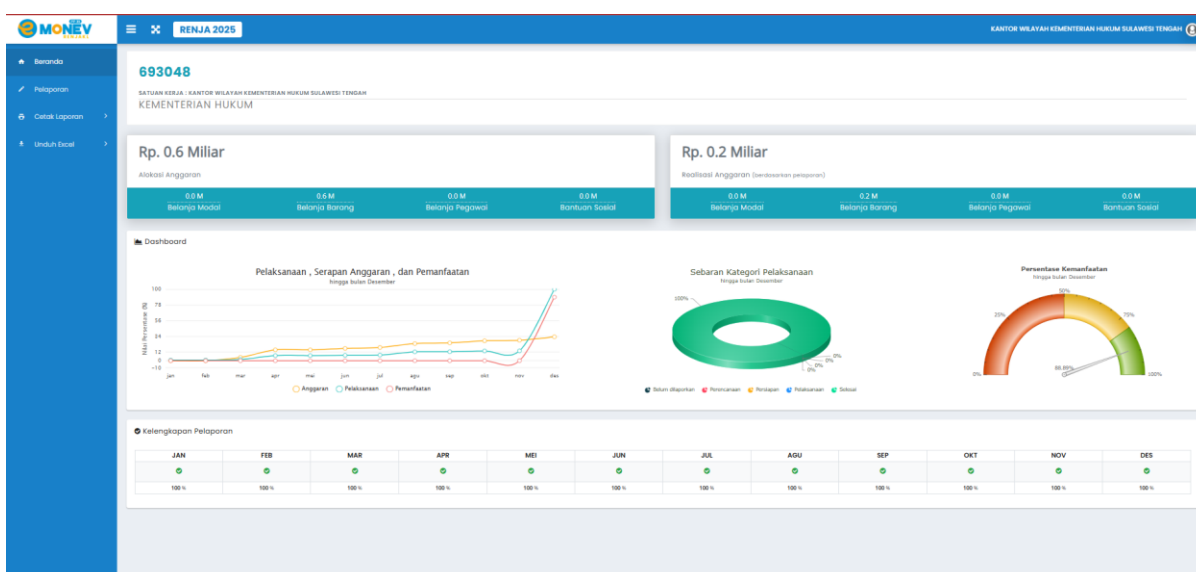 e MONEV
RENJA 2025
KANTOR WILAYAH KEMENTERIAN HUKUM SULAWESI TENGAH
Beranda
Pelaporan
Cetak Laporan
Unduh Excel
693048
SATUAN KERJA : KANTOR WILAYAH KEMENTERIAN HUKUM SULAWESI TENGAH
KEMENTERIAN HUKUM
Rp. 0.6 Miliar
Alokasi Anggaran
0.0 M 0.6 M 0.0 M 0.0 M
Belanja Modal Belanja Barang Belanja Pegawai Bantuan Sosial
Rp. 0.2 Miliar
Realisasi Anggaran (berdasarkan pelaporan)
0.0 M 0.2 M 0.0 M 0.0 M
Belanja Modal Belanja Barang Belanja Pegawai Bantuan Sosial
Dashboard
Pelaksanaan , Serapan Anggaran , dan Pemanfaatan
hingga bulan Desember
Nilai Persentase (%)
100
78
56
34
12
0
-10
jan feb mar apr mei jun jul agu sep okt nov des
Anggaran Pelaksanaan Pemanfaatan
Sebaran Kategori Pelaksanaan
hingga bulan Desember
100%
0%
0%
0%
0%
Belum dilaporkan Perencanaan Persiapan Pelaksanaan Selesai
Persentase Kemanfaatan
hingga bulan Desember
50%
25% 75%
88.89%
0% 100%
Kelengkapan Pelaporan
JAN FEB MAR APR MEI JUN JUL AGU SEP OKT NOV DES
100 % 100 % 100 % 100 % 100 % 100 % 100 % 100 % 100 % 100 % 100 % 100 %